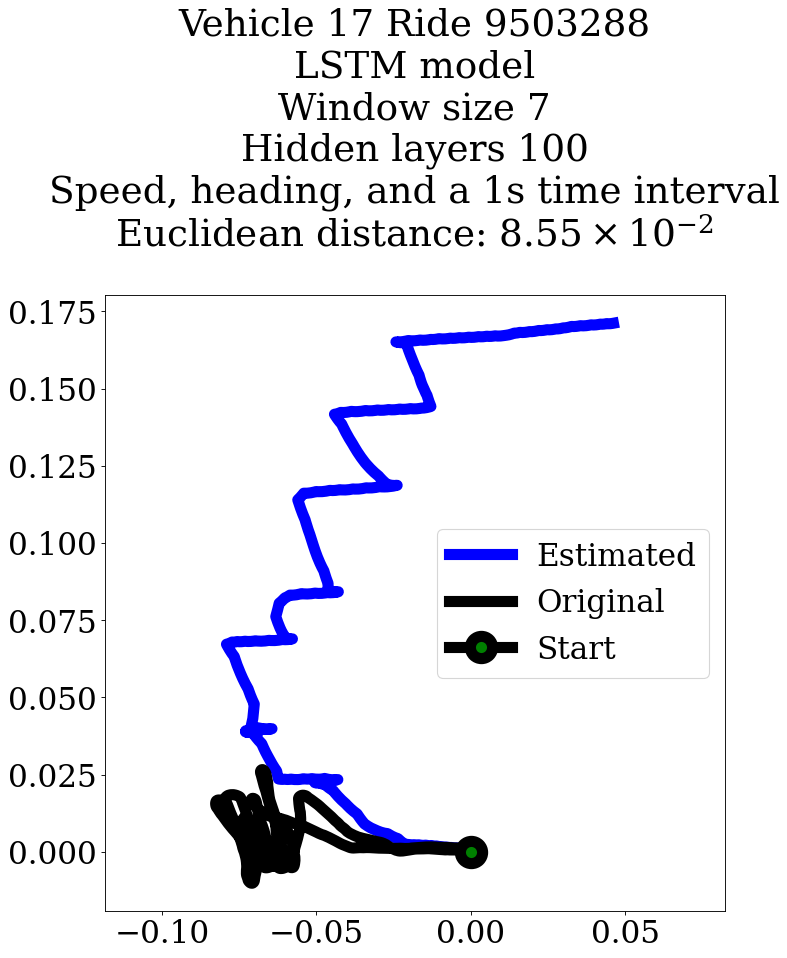 Vehicle 17 Ride 9503288
LSTM model
Window size 7
Hidden layers 100
Speed, heading, and a 1s time interval
Euclidean distance: 8.55 × 10⁻²
0.175
0.150
0.125
0.100
0.075
0.050
0.025
0.000
Estimated
Original
Start
−0.10
−0.05
0.00
0.05